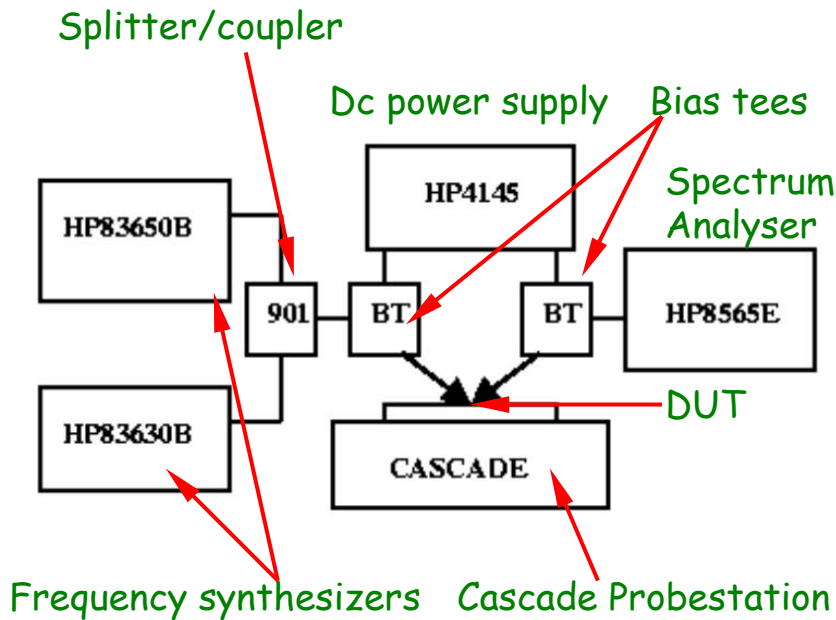 Splitter/coupler
Dc power supply
Bias tees
HP4145
Spectrum
Analyser
HP83650B
901
BT
BT
HP8565E
HP83630B
DUT
CASCADE
Frequency synthesizers
Cascade Probestation